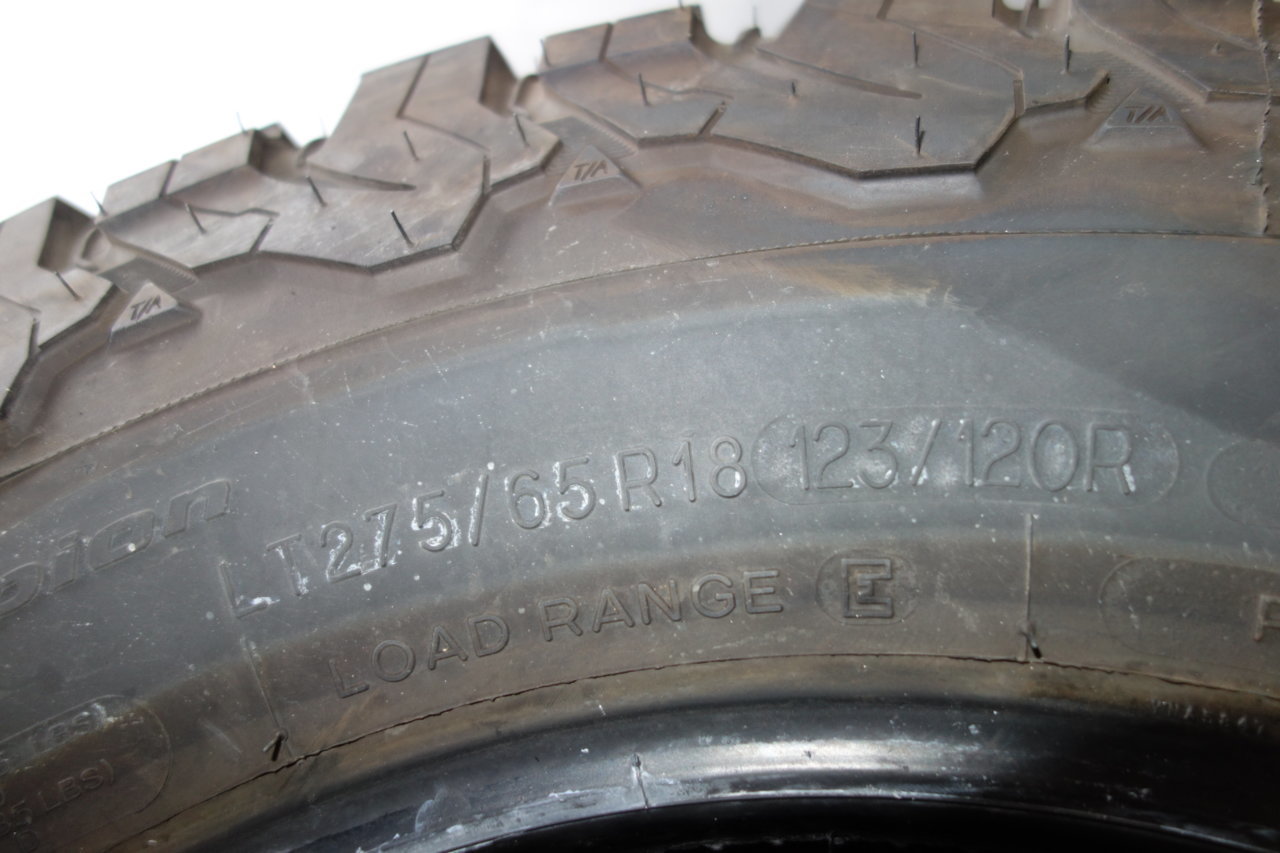 T/A
T/A
T/A
LT275/65R18 123/120R
LOAD RANGE E